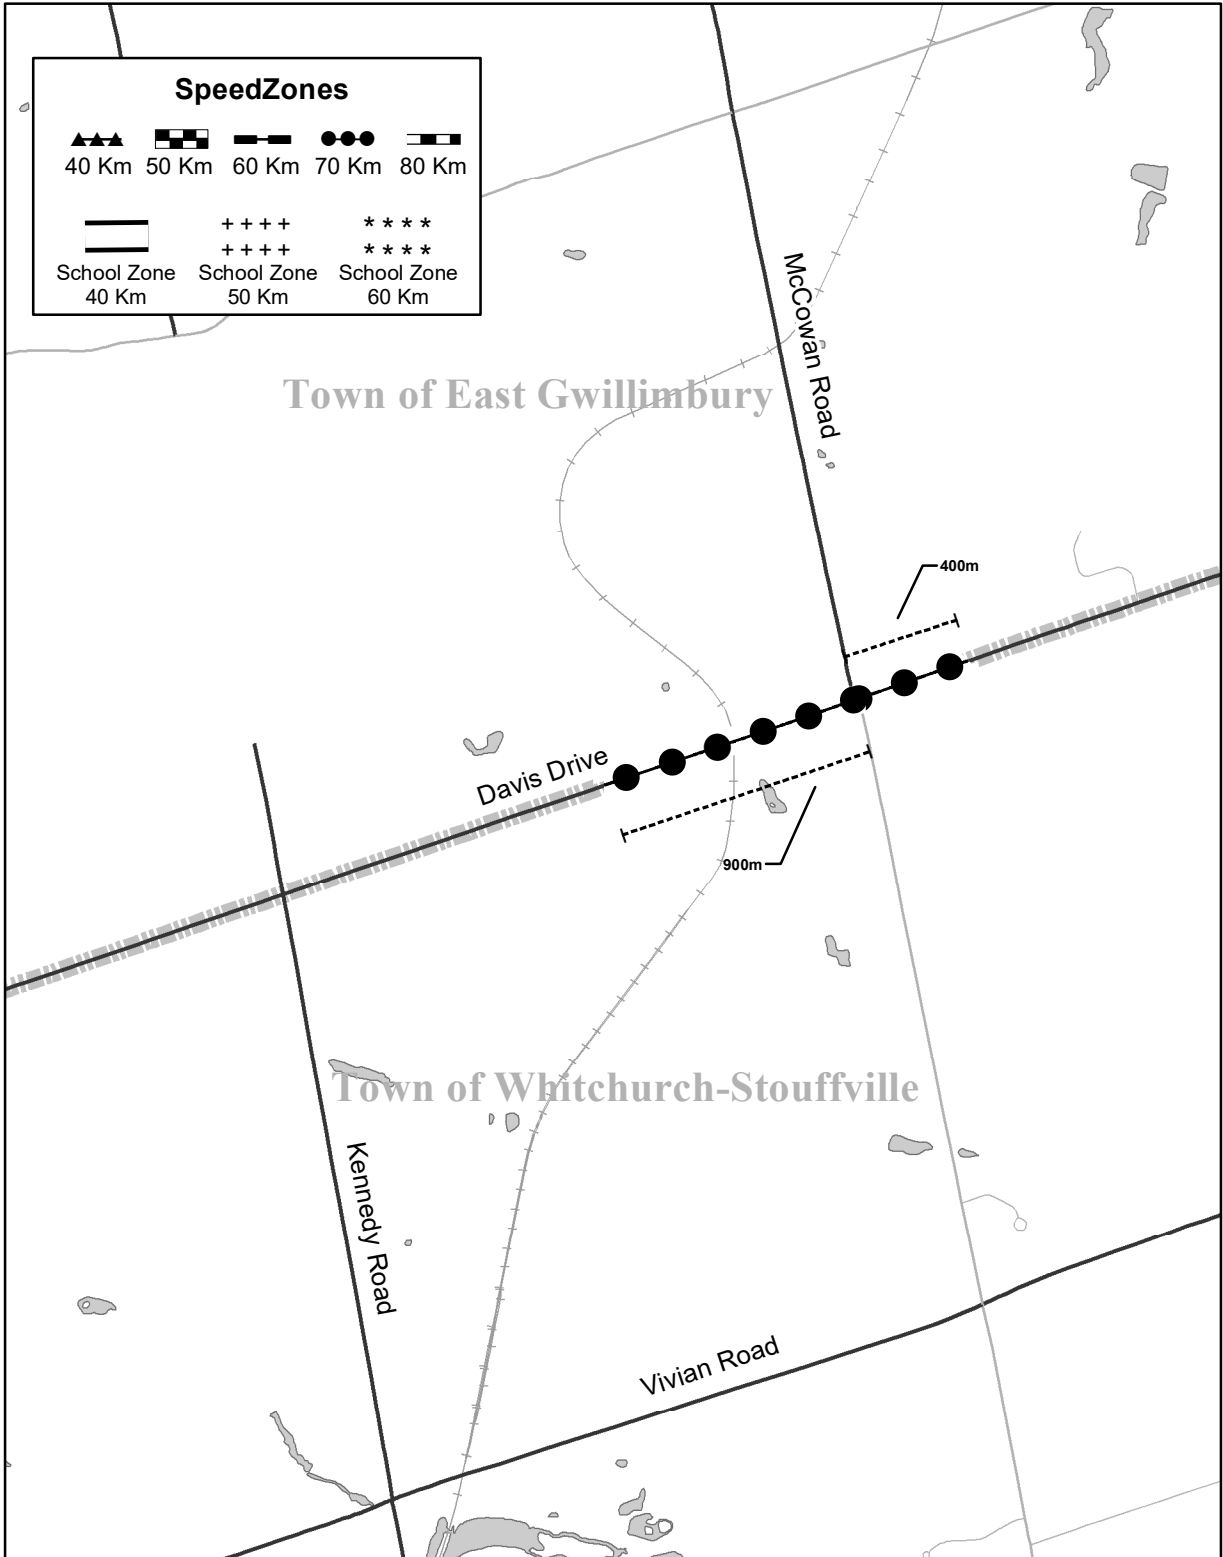 SpeedZones
40 Km 50 Km 60 Km 70 Km 80 Km
++++ ****
++++ ****
School Zone School Zone School Zone
40 Km 50 Km 60 Km
McCowan Road
Town of East Gwillimbury
400m
Davis Drive
900m
Town of Whitchurch-Stouffville
Kennedy Road
Vivian Road